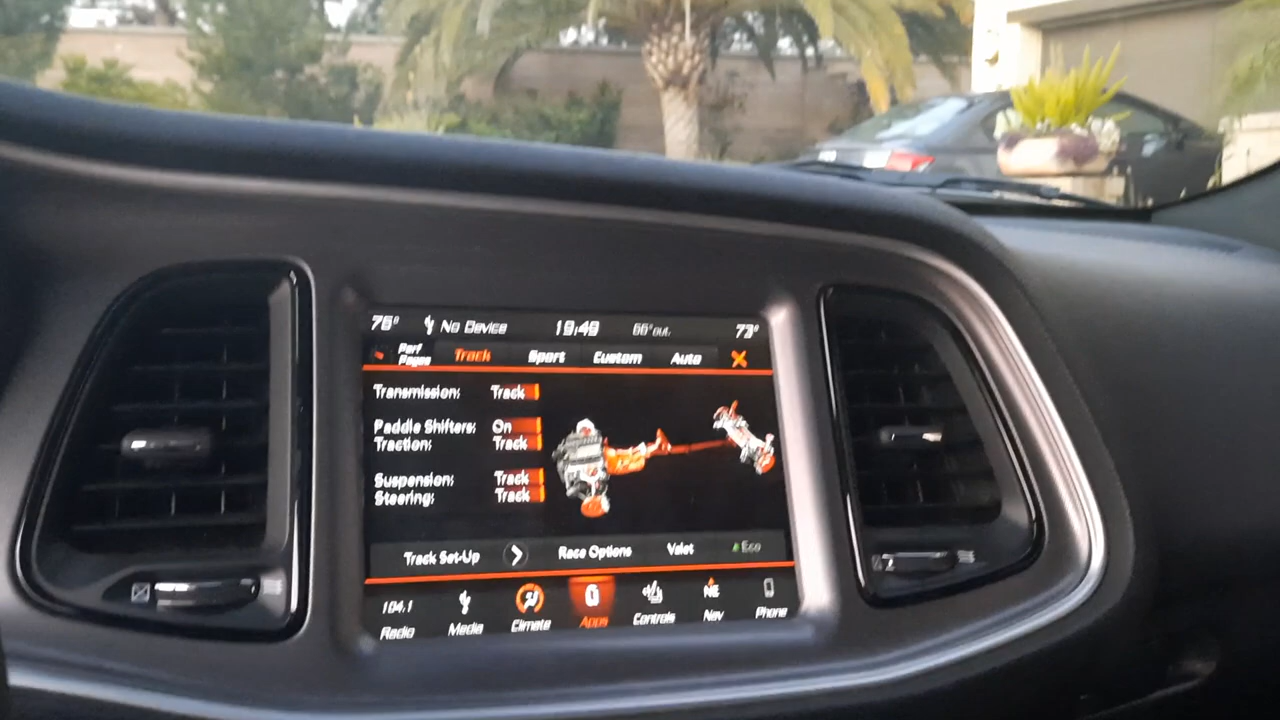 76° No Device 19:49 66°out 73°
Perf Pages Track Sport Custom Auto X
Transmission: Track
Paddle Shifters: On
Traction: Track
Suspension: Track
Steering: Track
Track Set-Up Race Options Valet Eco
104.1 NE
Radio Media Climate Apps Controls Nav Phone